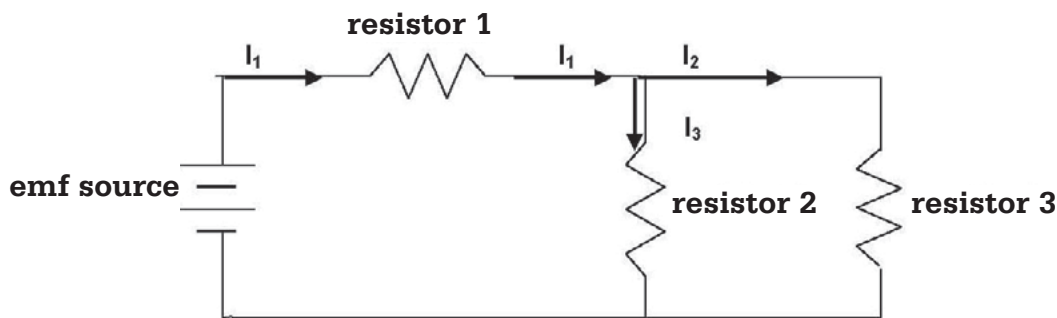 resistor 1
I₁
I₁
I₂
I₃
emf source
resistor 2
resistor 3